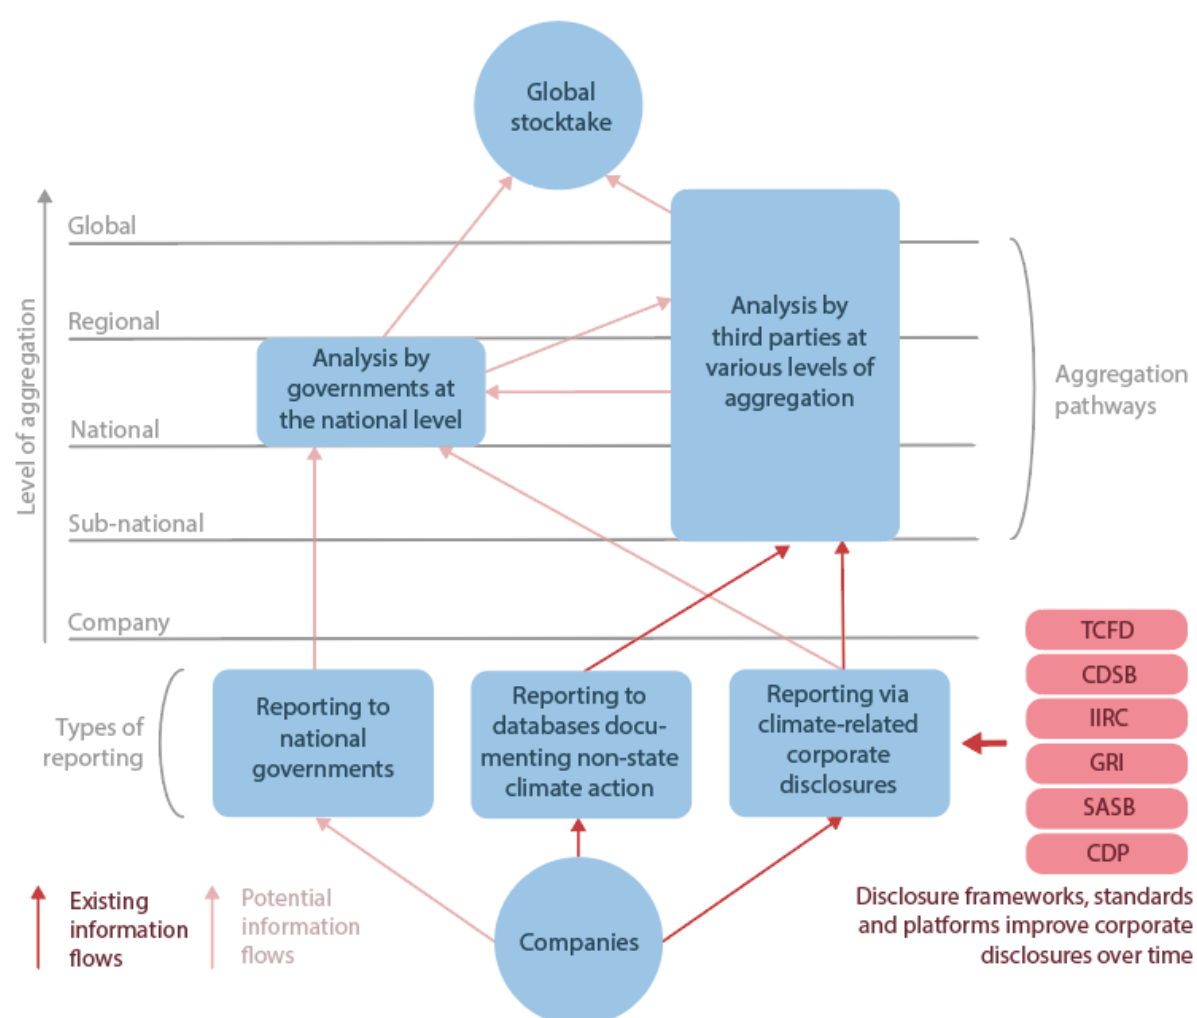 Global
stocktake
Level of aggregation
Global
Regional
National
Sub-national
Company
Analysis by
governments at
the national level
Analysis by
third parties at
various levels of
aggregation
Aggregation
pathways
Types of
reporting
Reporting to
national
governments
Reporting to
databases docu-
menting non-state
climate action
Reporting via
climate-related
corporate
disclosures
TCFD
CDSB
IIRC
GRI
SASB
CDP
Disclosure frameworks, standards
and platforms improve corporate
disclosures over time
Companies
Existing
information
flows
Potential
information
flows